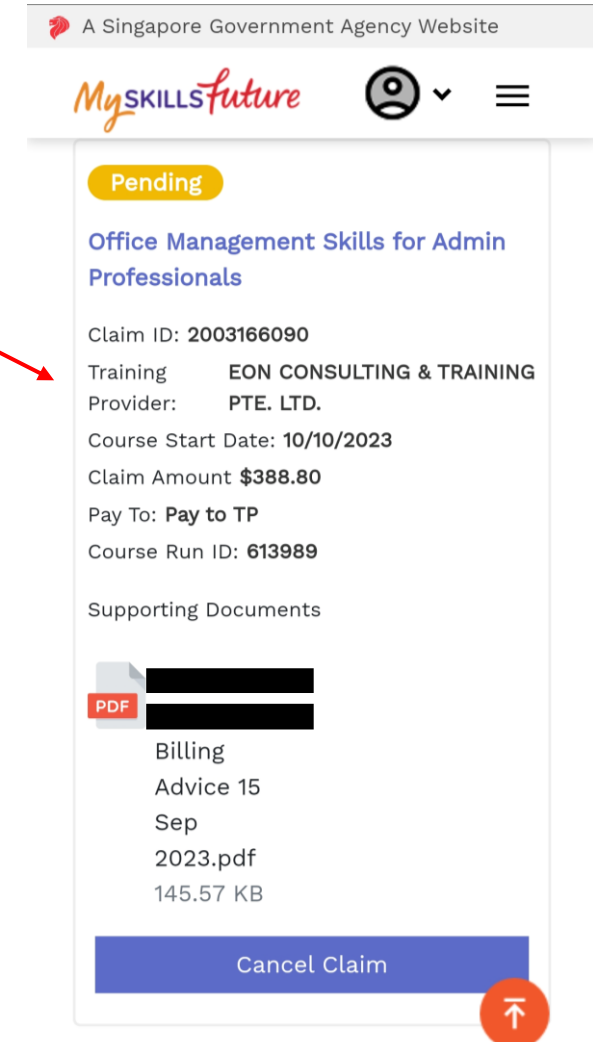 A Singapore Government Agency Website
MySKILLSfuture
Pending
Office Management Skills for Admin
Professionals
Claim ID: 2003166090
Training EON CONSULTING & TRAINING
Provider: PTE. LTD.
Course Start Date: 10/10/2023
Claim Amount $388.80
Pay To: Pay to TP
Course Run ID: 613989
Supporting Documents
PDF
Billing
Advice 15
Sep
2023.pdf
145.57 KB
Cancel Claim